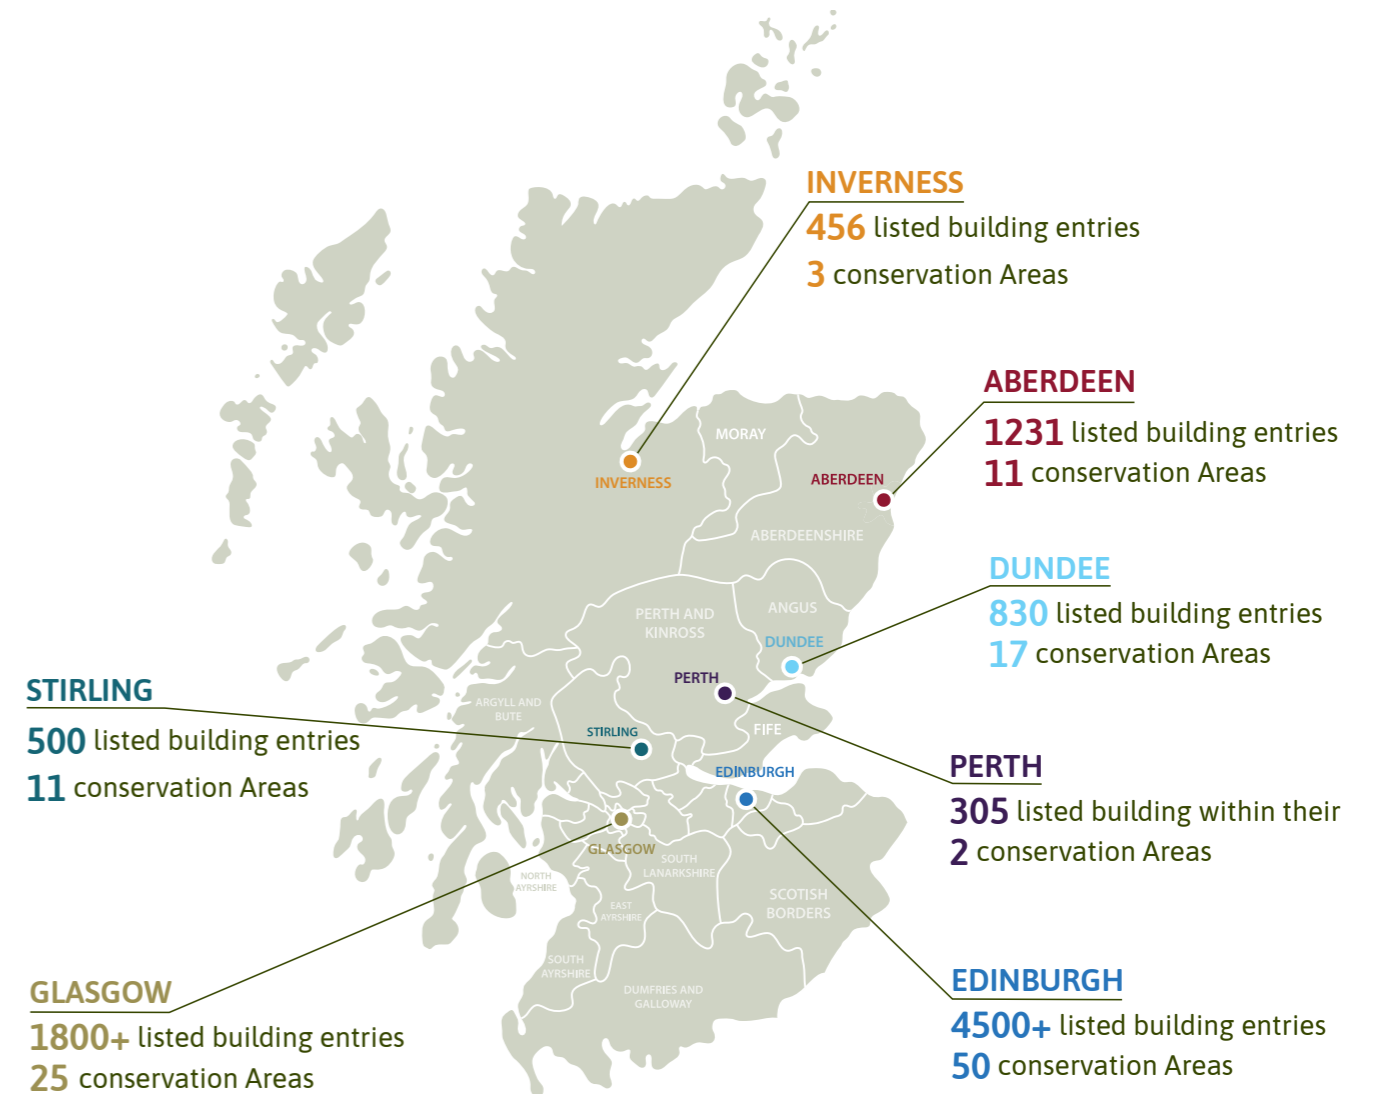 INVERNESS
456 listed building entries
3 conservation Areas
ABERDEEN
1231 listed building entries
11 conservation Areas
MORAY
ABERDEEN
INVERNESS
ABERDEENSHIRE
DUNDEE
830 listed building entries
17 conservation Areas
PERTH AND
KINROSS
ANGUS
DUNDEE
PERTH
STIRLING
500 listed building entries
11 conservation Areas
ARGYLL AND
BUTE
STIRLING
FIFE
EDINBURGH
PERTH
305 listed building within their
2 conservation Areas
GLASGOW
SOUTH
LANARKSHIRE
NORTH
AYRSHIRE
EAST
AYRSHIRE
SCOTISH
BORDERS
SOUTH
AYRSHIRE
DUMFRIES AND
GALLOWAY
GLASGOW
1800+ listed building entries
25 conservation Areas
EDINBURGH
4500+ listed building entries
50 conservation Areas